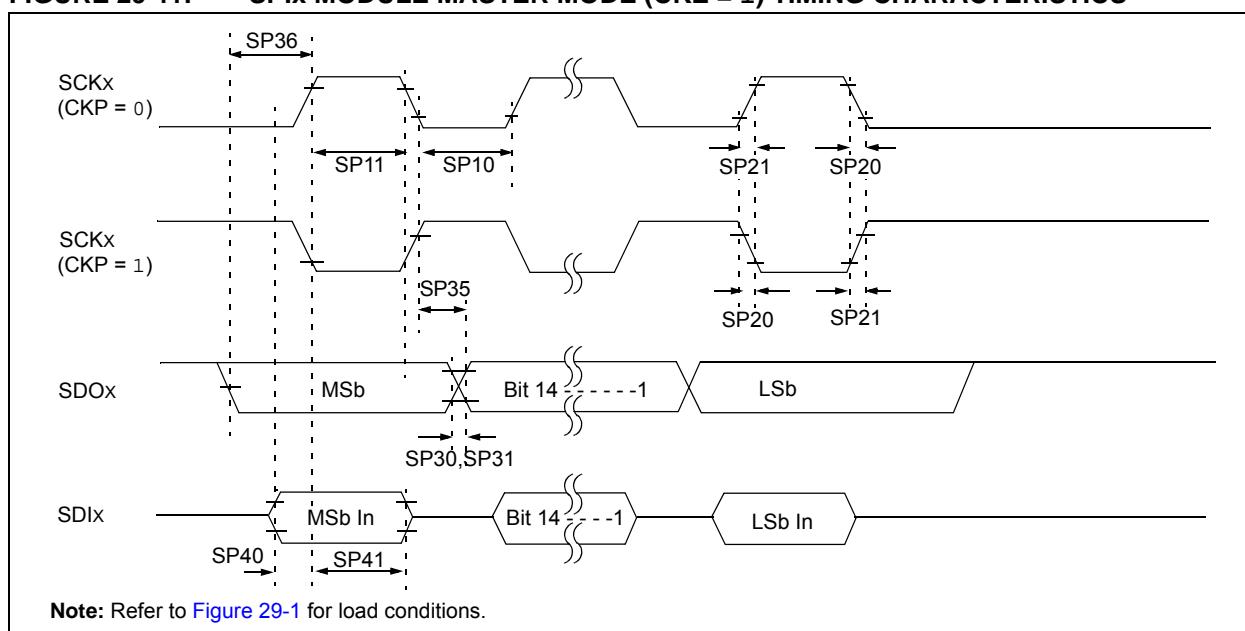 SP36
SCKX
(CKP = 0)
SP11
SP10
SP21
SP20
SCKX
(CKP = 1)
SP35
SP20
SP21
SDOX
MSb
Bit 14 - - - - - -1
LSb
SP30,SP31
SDIX
MSb In
Bit 14 - - - -1
LSb In
SP40
SP41
Note: Refer to Figure 29-1 for load conditions.